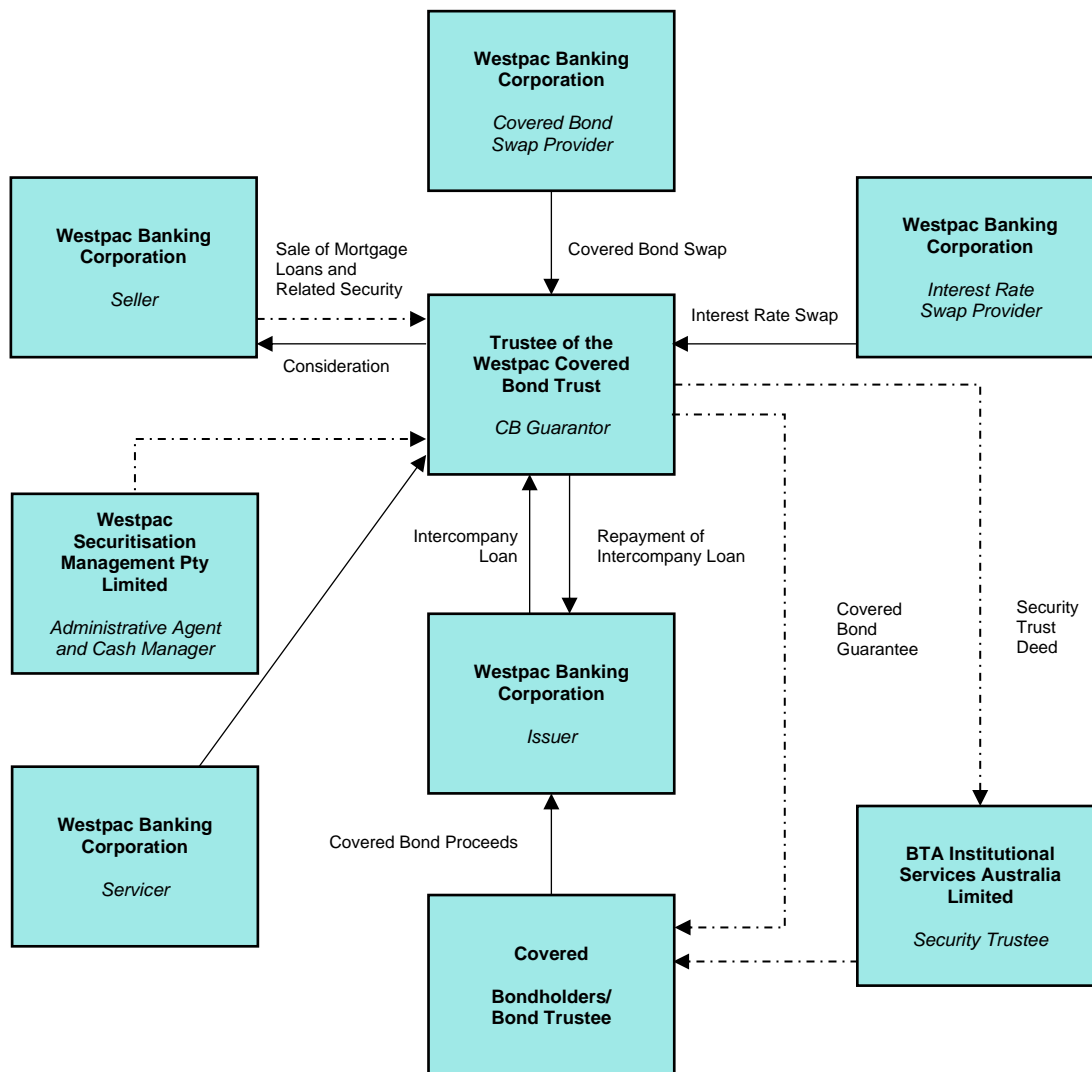 Westpac Banking
Corporation
Covered Bond
Swap Provider
Westpac Banking
Corporation
Seller
Sale of Mortgage
Loans and
Related Security
Consideration
Covered Bond Swap
Westpac Banking
Corporation
Interest Rate
Swap Provider
Interest Rate Swap
Trustee of the
Westpac Covered
Bond Trust
CB Guarantor
Westpac
Securitisation
Management Pty
Limited
Administrative Agent
and Cash Manager
Intercompany
Loan
Repayment of
Intercompany Loan
Covered
Bond
Guarantee
Security
Trust
Deed
Westpac Banking
Corporation
Issuer
Westpac Banking
Corporation
Servicer
Covered Bond Proceeds
BTA Institutional
Services Australia
Limited
Security Trustee
Covered
Bondholders/
Bond Trustee